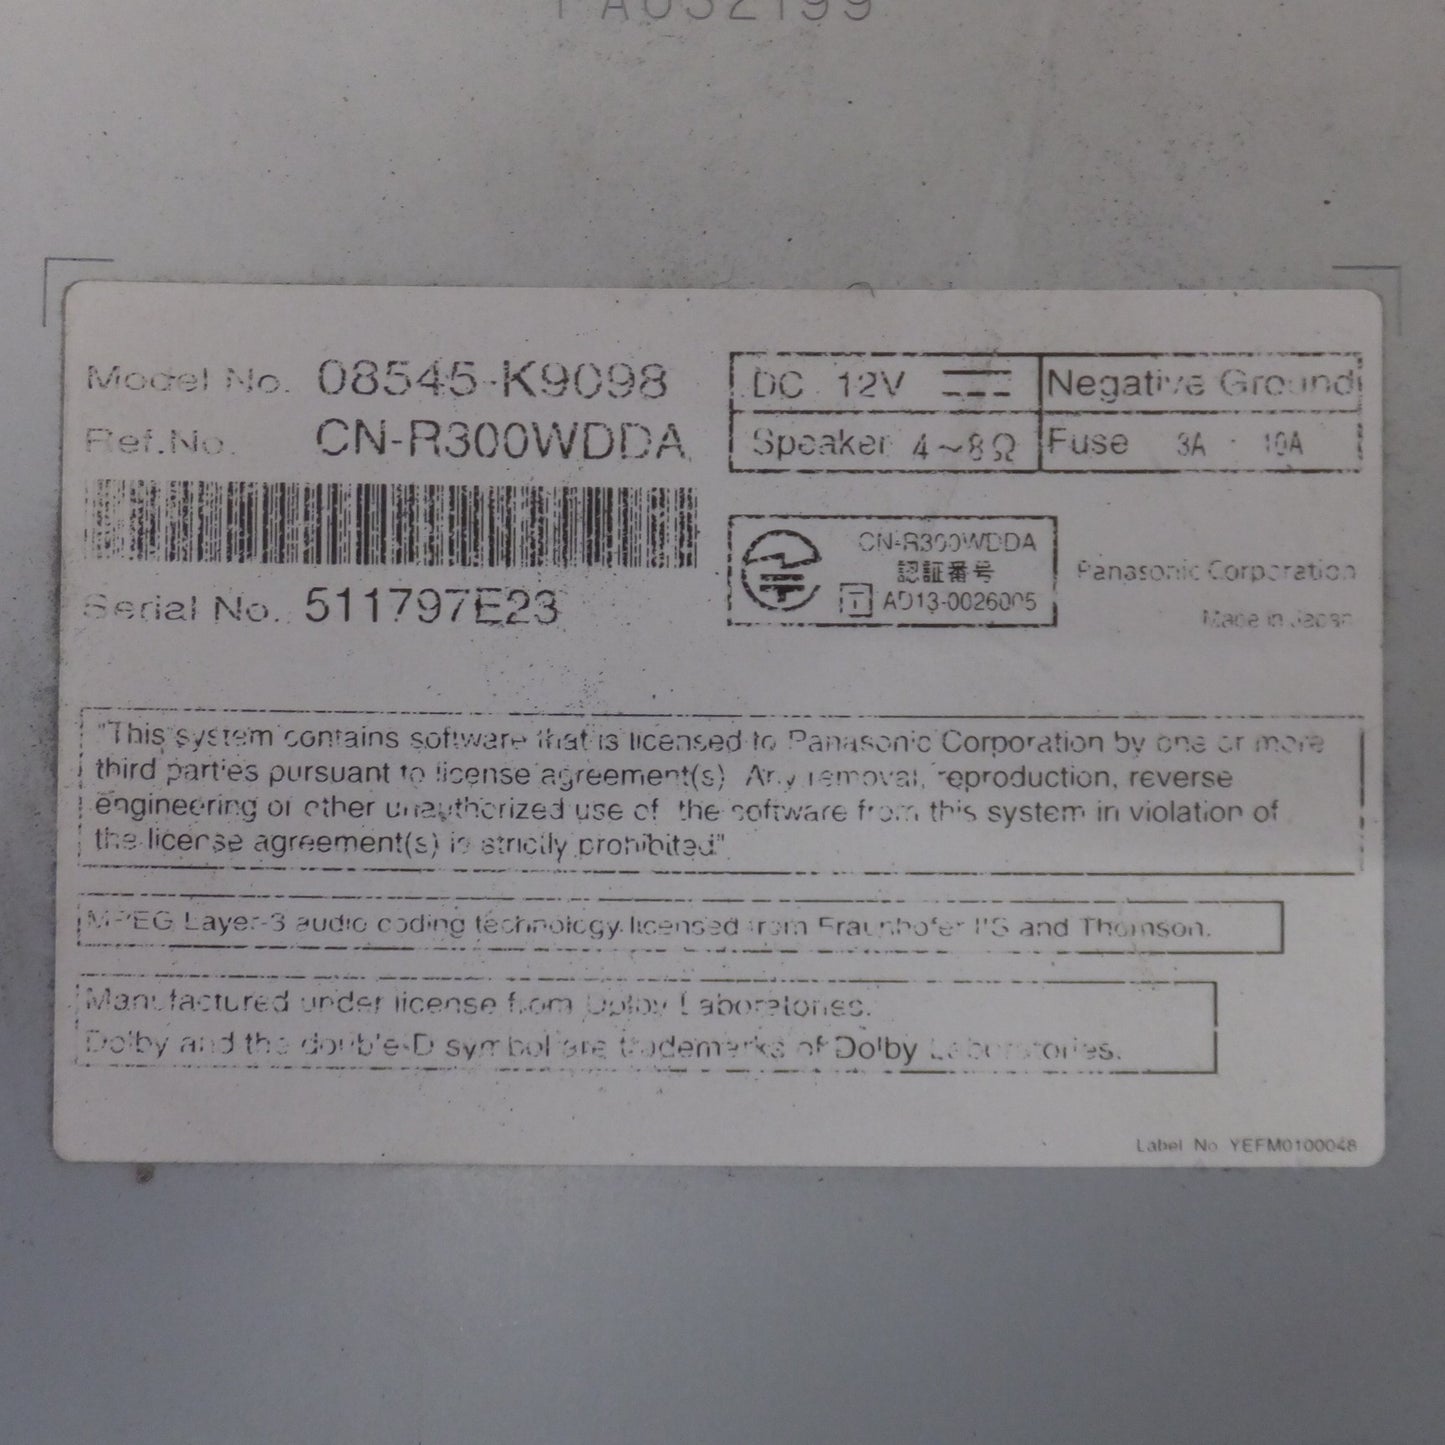 Model No. 08545-K9098
Ref.No. CN-R300WDDA
Serial No. 511797E23
DC 12V Negative Ground
Speaker 4~8Ω Fuse 3A · 10A
CN-R300WDDA
認証番号
T AD13-0026005
Panasonic Corporation
Made in Japan
"This system contains software that is licensed to Panasonic Corporation by one or more
third parties pursuant to license agreement(s). Any removal, reproduction, reverse
engineering or other unauthorized use of the software from this system in violation of
the license agreement(s) is strictly prohibited"
MPEG Layer-3 audio coding technology licensed from Fraunhofer IIS and Thomson.
Manufactured under license from Dolby Laboratories.
Dolby and the double-D symbol are trademarks of Dolby Laboratories.
Label No. YEFM0100048